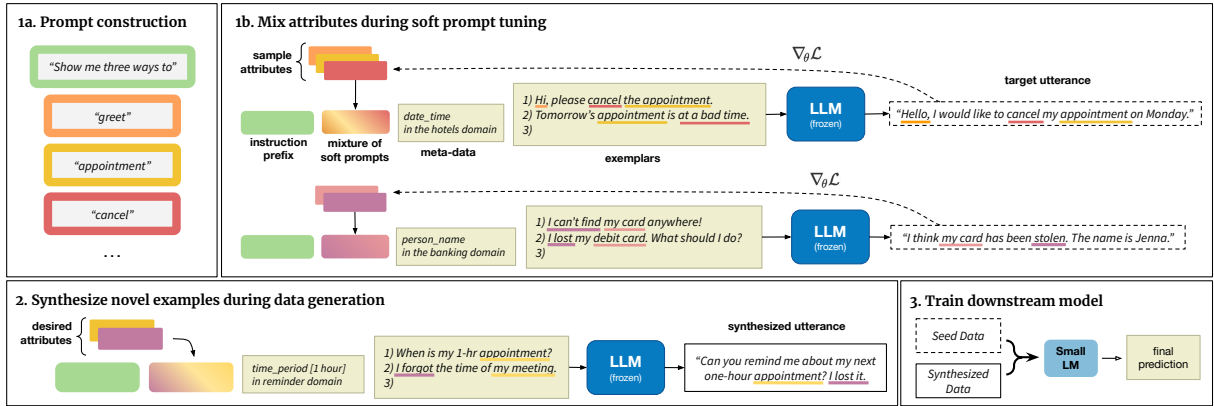 1a. Prompt construction
“Show me three ways to”
“greet”
“appointment”
“cancel”
...
1b. Mix attributes during soft prompt tuning
sample
attributes
∇θℒ
target utterance
instruction
prefix
mixture of
soft prompts
date_time
in the hotels domain
meta-data
1) Hi, please cancel the appointment.
2) Tomorrow's appointment is at a bad time.
3)
exemplars
LLM
(frozen)
“Hello, I would like to cancel my appointment on Monday.”
∇θℒ
person_name
in the banking domain
1) I can't find my card anywhere!
2) I lost my debit card. What should I do?
3)
LLM
(frozen)
“I think my card has been stolen. The name is Jenna.”
2. Synthesize novel examples during data generation
desired
attributes
time_period [1 hour]
in reminder domain
1) When is my 1-hr appointment?
2) I forgot the time of my meeting.
3)
LLM
(frozen)
synthesized utterance
“Can you remind me about my next
one-hour appointment? I lost it.
3. Train downstream model
Seed Data
Synthesized
Data
Small
LM
final
prediction